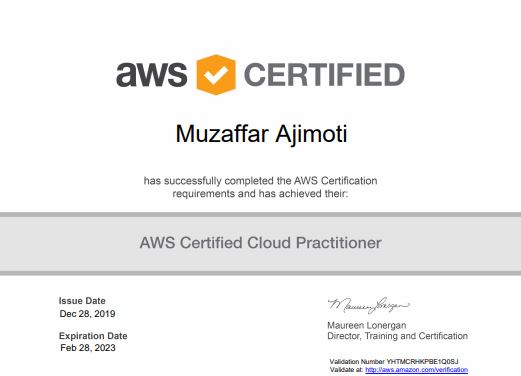 aws CERTIFIED
Muzaffar Ajimoti
has successfully completed the AWS Certification
requirements and has achieved their:
AWS Certified Cloud Practitioner
Issue Date
Dec 28, 2019
Expiration Date
Feb 28, 2023
Maureen Lonergan
Maureen Lonergan
Director, Training and Certification
Validation Number YHTMCRHKPBE1Q0SJ
Validate at: http://aws.amazon.com/verification